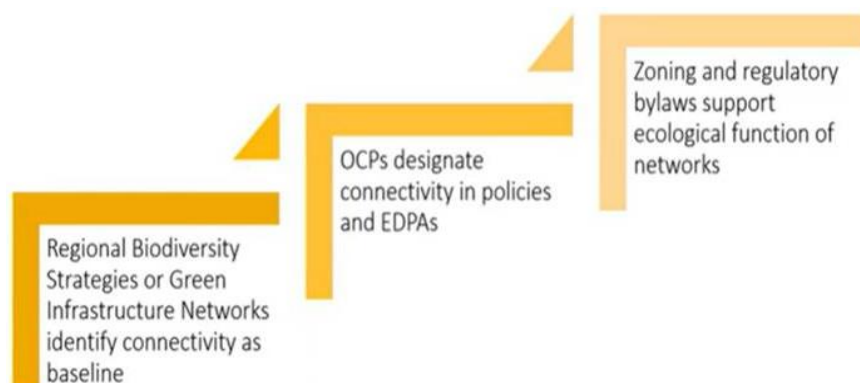 Regional Biodiversity
Strategies or Green
Infrastructure Networks
identify connectivity as
baseline
OCPs designate
connectivity in policies
and EDPAs
Zoning and regulatory
bylaws support
ecological function of
networks